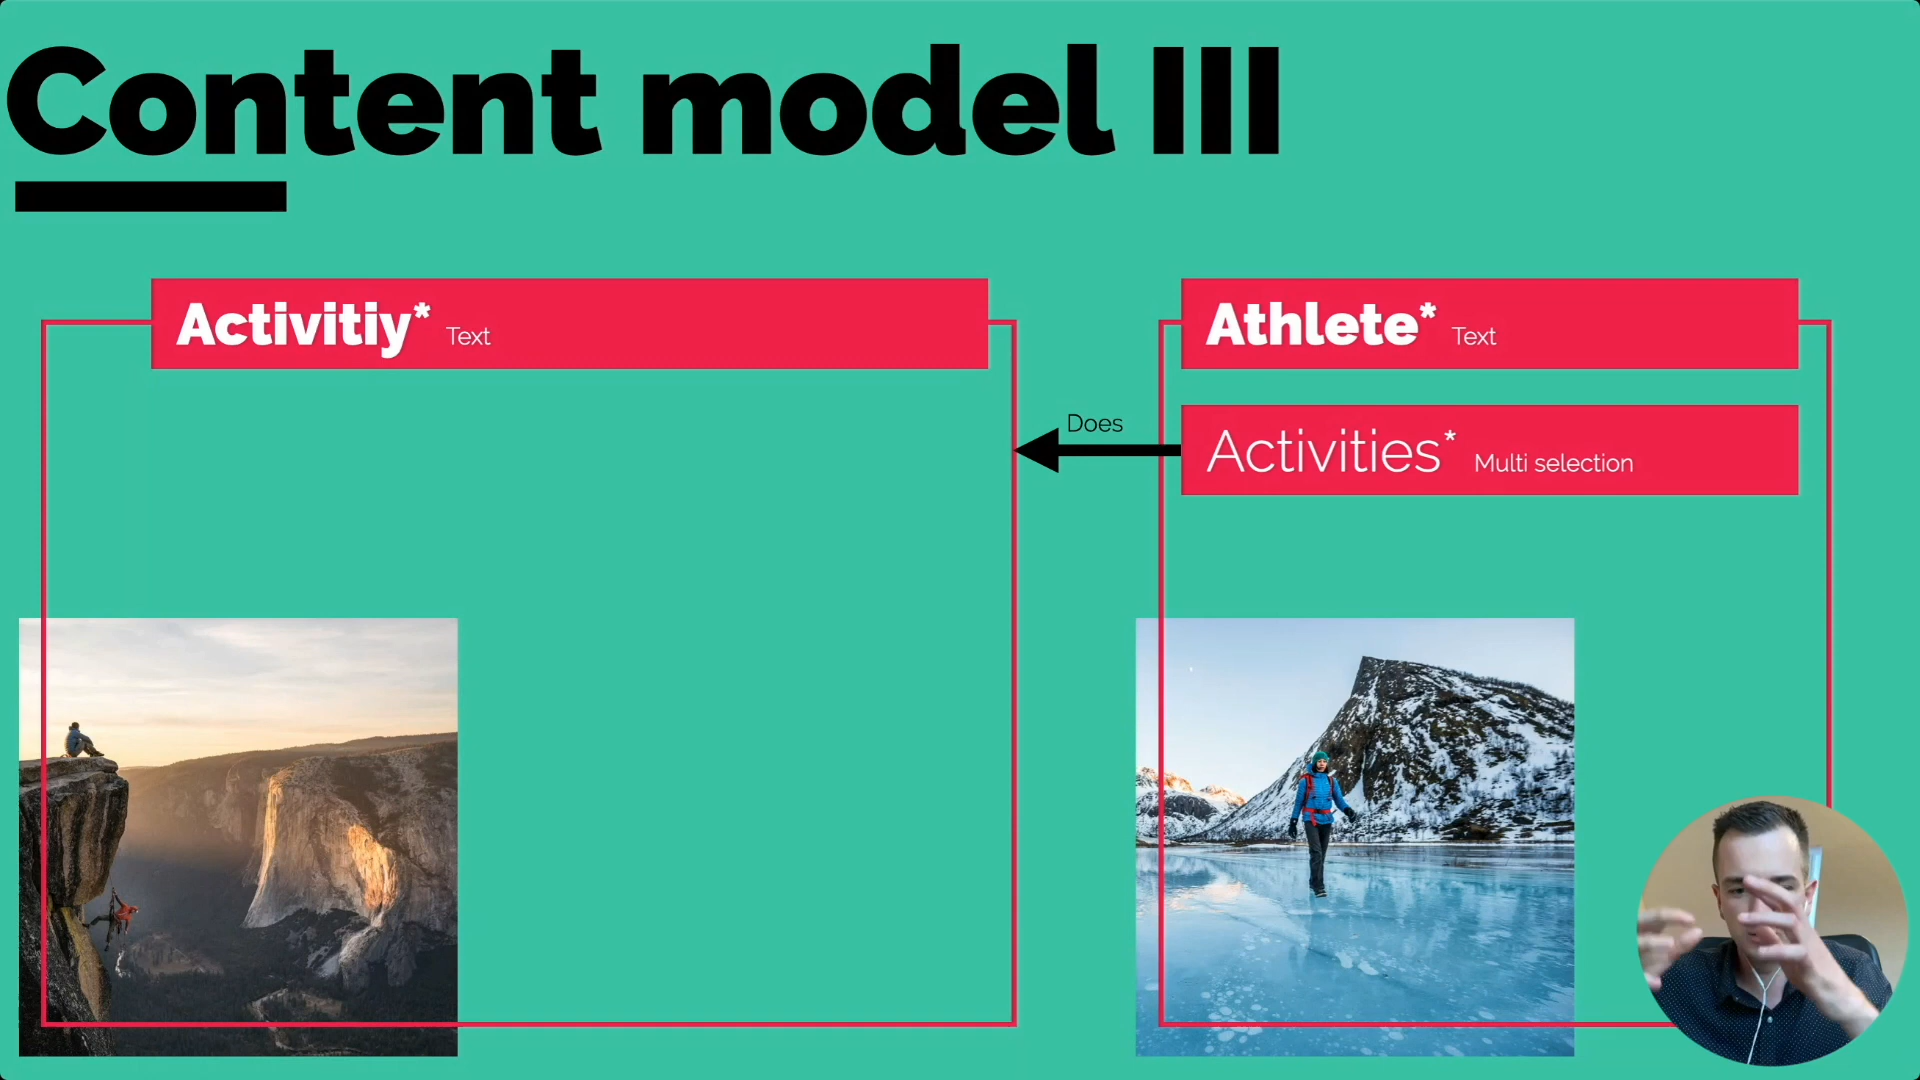 Content model III
Activitiy* Text
Athlete* Text
Does
Activities* Multi selection